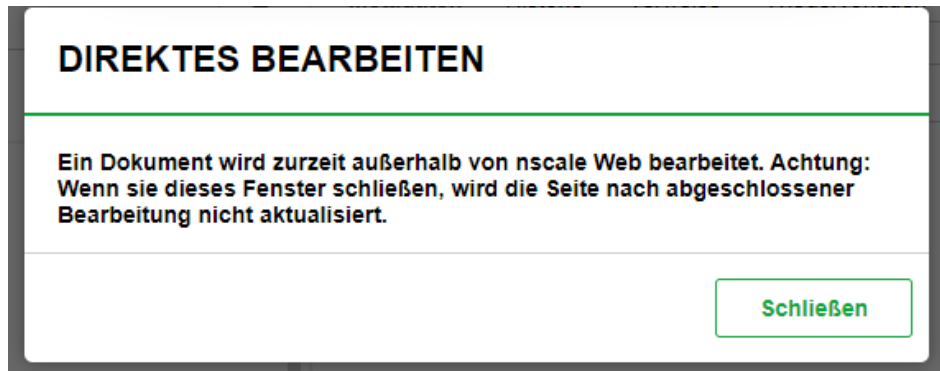 DIREKTES BEARBEITEN
Ein Dokument wird zurzeit außerhalb von nscale Web bearbeitet. Achtung:
Wenn sie dieses Fenster schließen, wird die Seite nach abgeschlossener
Bearbeitung nicht aktualisiert.
Schließen